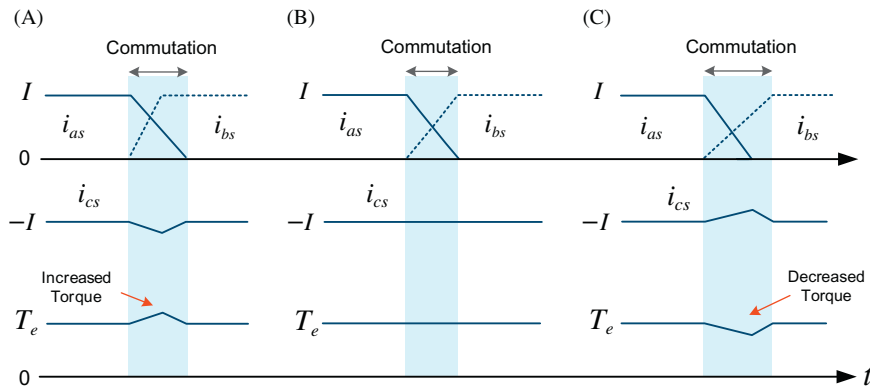 (A)
(B)
(C)
Commutation
Commutation
Commutation
I
I
I
i_as
i_bs
i_as
i_bs
i_as
i_bs
0
i_cs
i_cs
i_cs
−I
−I
−I
Increased
Torque
Decreased
Torque
T_e
T_e
T_e
0
t